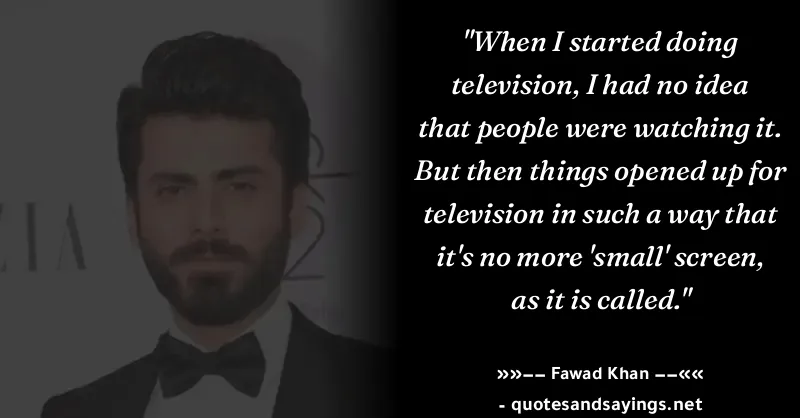 "When I started doing
television, I had no idea
that people were watching it.
But then things opened up for
television in such a way that
it's no more 'small' screen,
as it is called."
»»−− Fawad Khan −−««
- quotesandsayings.net
ZIA